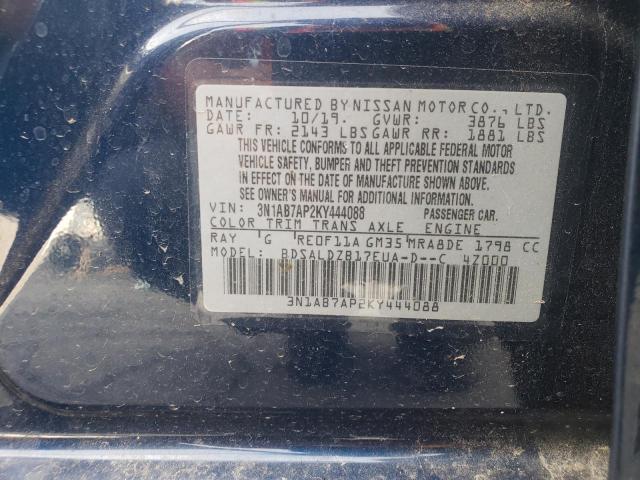 MANUFACTURED BY NISSAN MOTOR CO., LTD.
DATE: 10/19. GVWR: 3876 LBS
GAWR FR: 2143 LBS GAWR RR: 1881 LBS
THIS VEHICLE CONFORMS TO ALL APPLICABLE FEDERAL MOTOR
VEHICLE SAFETY, BUMPER AND THEFT PREVENTION STANDARDS
IN EFFECT ON THE DATE OF MANUFACTURE SHOWN ABOVE.
SEE OWNER'S MANUAL FOR ADDITIONAL INFORMATION.
VIN: 3N1AB7AP2KY444088 PASSENGER CAR.
COLOR TRIM TRANS AXLE ENGINE
RAY G RE0F11A GM35 MRA8DE 1798 CC
MODEL: BDSALDZB17EUA-D--C 4Z000
3N1AB7AP2KY444088